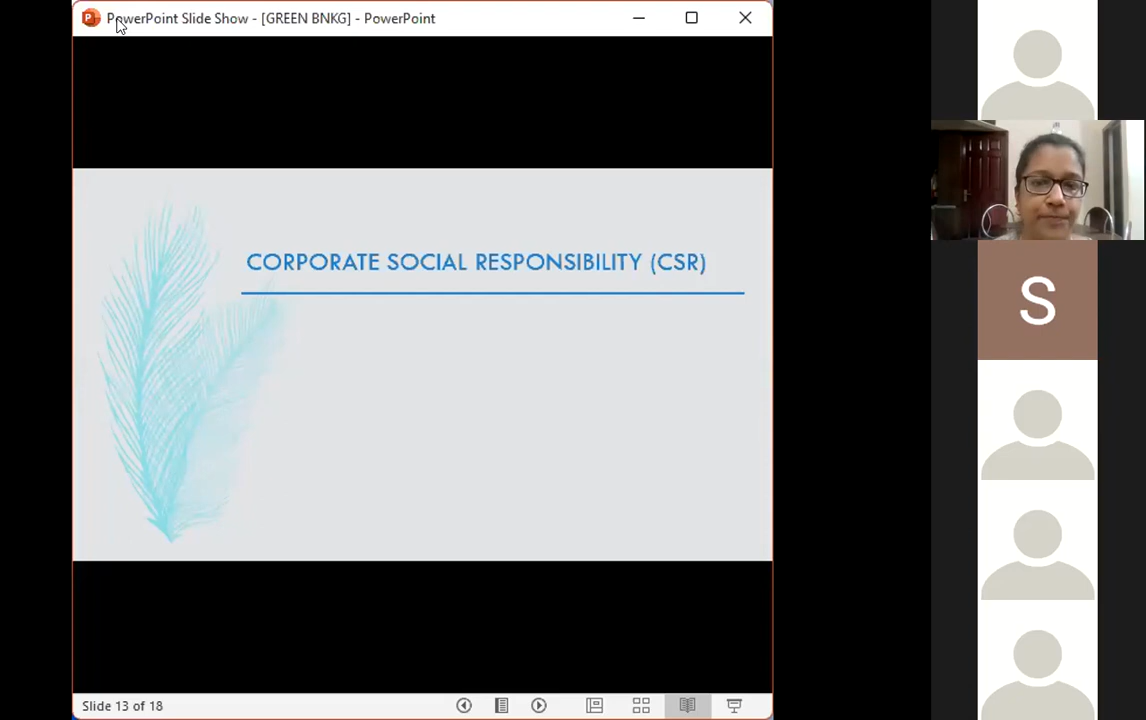 PowerPoint Slide Show - [GREEN BNKG] - PowerPoint
CORPORATE SOCIAL RESPONSIBILITY (CSR)
S
Slide 13 of 18